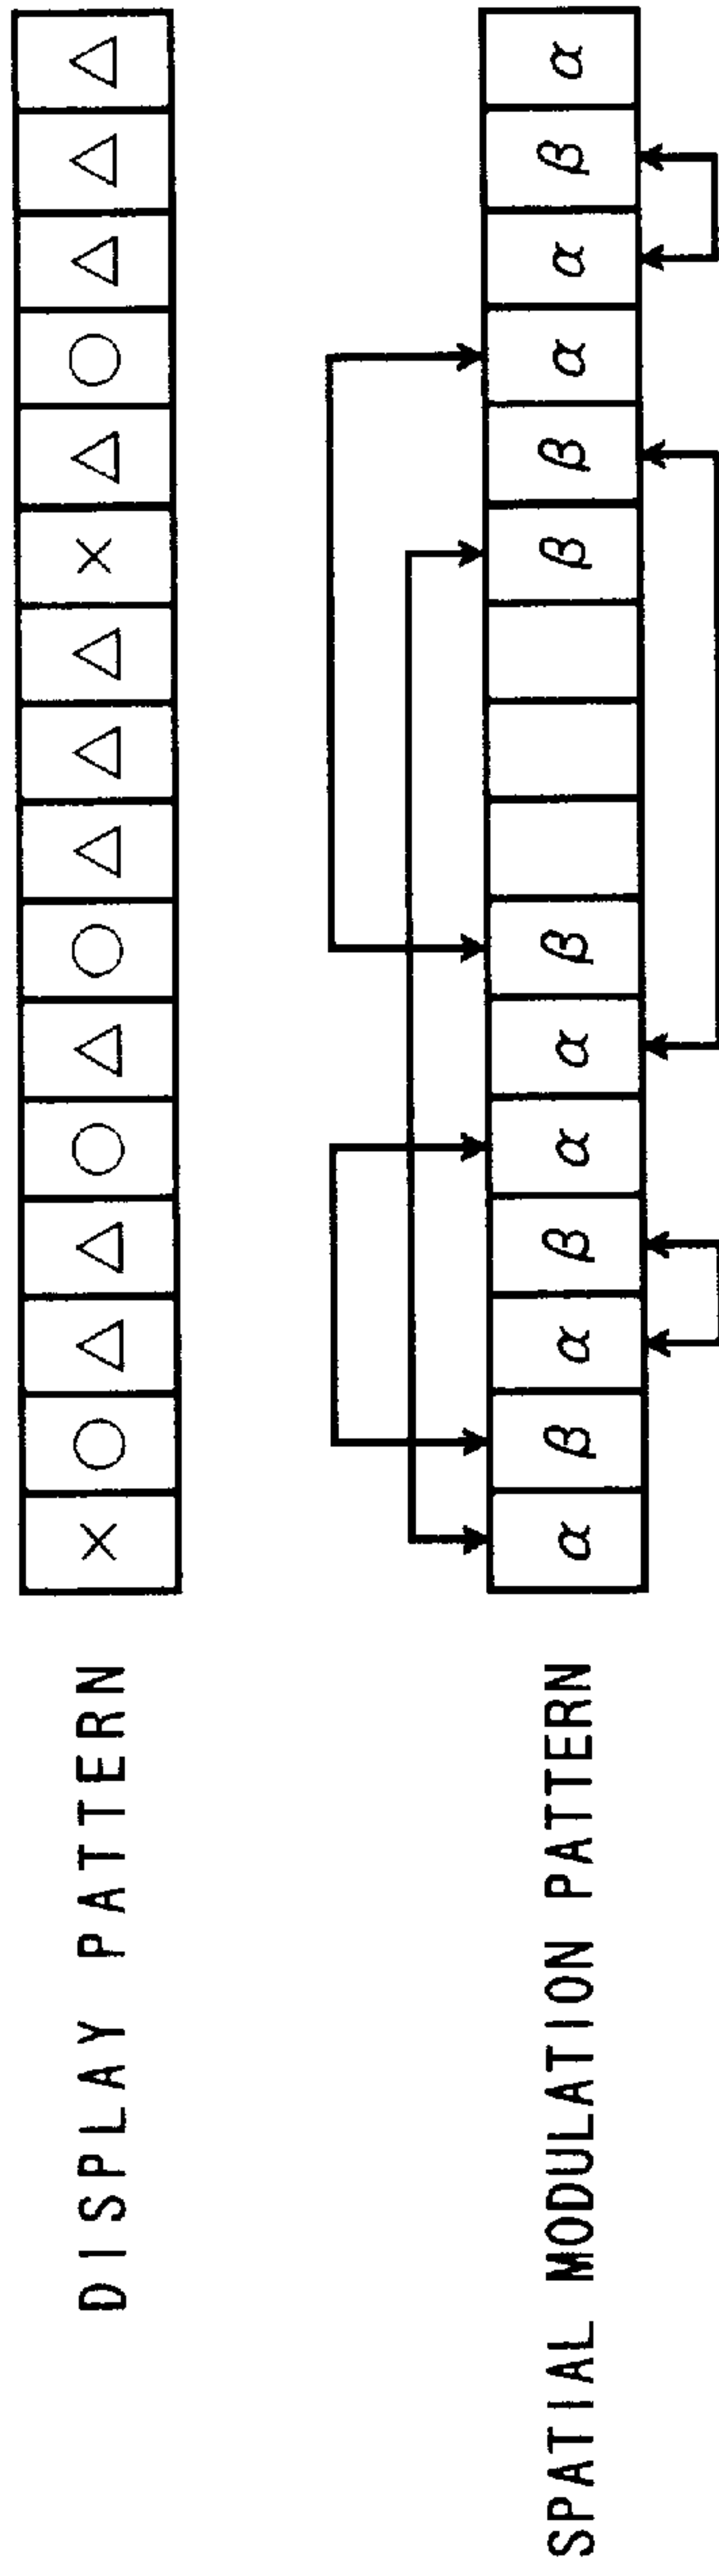 DISPLAY PATTERN × ○ △ △ ○ △ ○ △ △ △ × △ ○ △ △ △
SPATIAL MODULATION PATTERN α β α β α α β β β α α β α